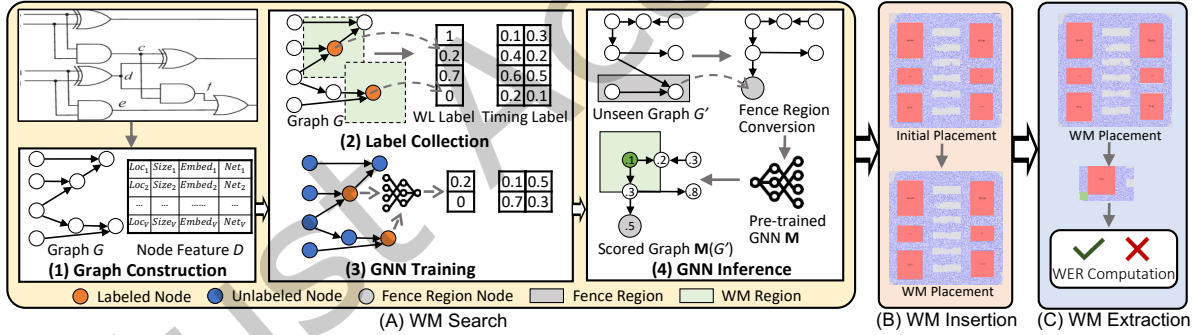 c
d
e
f
Loc1 Size1 Embed1 Net1
Loc2 Size2 Embed2 Net2
... ... ...... ...
LocV SizeV EmbedV NetV
Graph G
Node Feature D
(1) Graph Construction
1
0.2
0.7
0
0.1 0.3
0.4 0.2
0.6 0.5
0.2 0.1
Graph G
WL Label
Timing Label
(2) Label Collection
0.2
0
0.1 0.5
0.7 0.3
(3) GNN Training
Unseen Graph G'
Fence Region
Conversion
.1 .2 .3
.3 .8
.5
Pre-trained
GNN M
Scored Graph M(G')
(4) GNN Inference
Labeled Node
Unlabeled Node
Fence Region Node
Fence Region
WM Region
(A) WM Search
Initial Placement
WM Placement
(B) WM Insertion
WM Placement
WER Computation
(C) WM Extraction